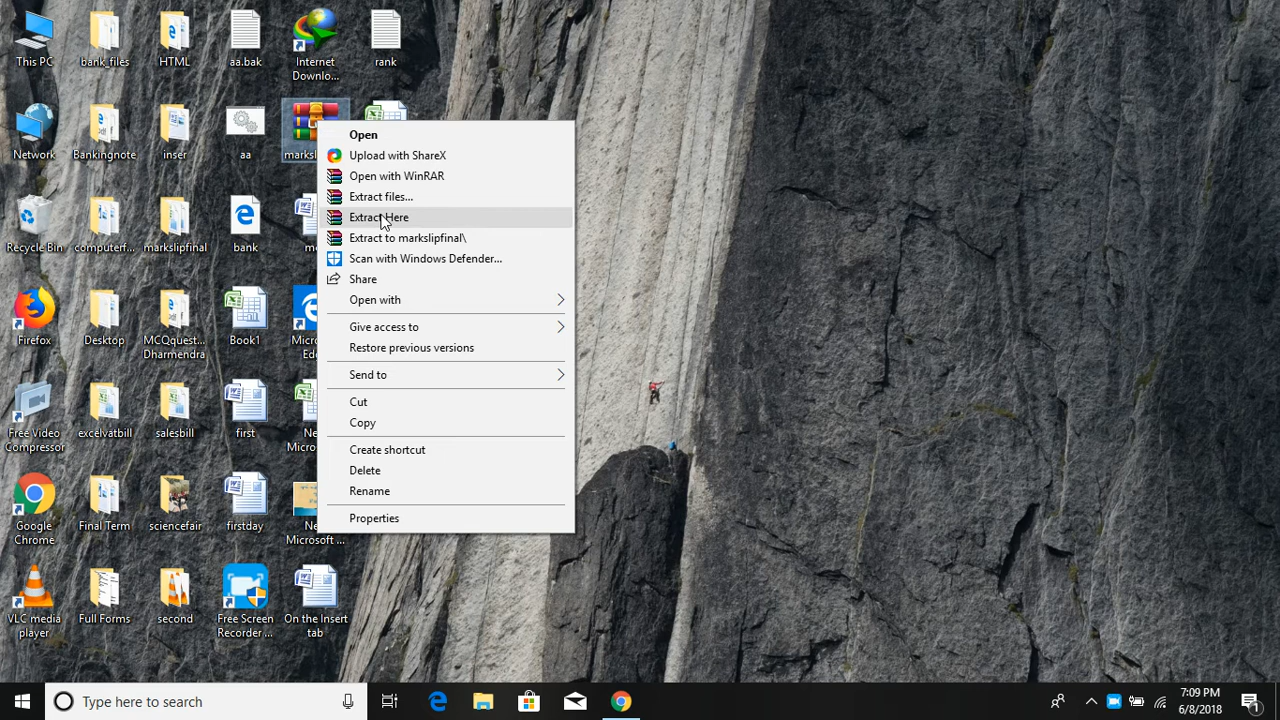 This PC
bank_files
HTML
aa.bak
Internet
Downlo...
rank
Network
Bankingnote
inser
aa
Recycle Bin
computerf...
markslipfinal
bank
Firefox
Desktop
MCQquest...
Dharmendra
Book1
Free Video
Compressor
excelvatbill
salesbill
first
Google
Chrome
Final Term
sciencefair
firstday
Microsoft ...
VLC media
player
Full Forms
second
Free Screen
Recorder ...
On the Insert
tab
Open
Upload with ShareX
Open with WinRAR
Extract files...
Extract Here
Extract to markslipfinal\
Scan with Windows Defender...
Share
Open with
Give access to
Restore previous versions
Send to
Cut
Copy
Create shortcut
Delete
Rename
Properties
Type here to search
7:09 PM
6/8/2018
1